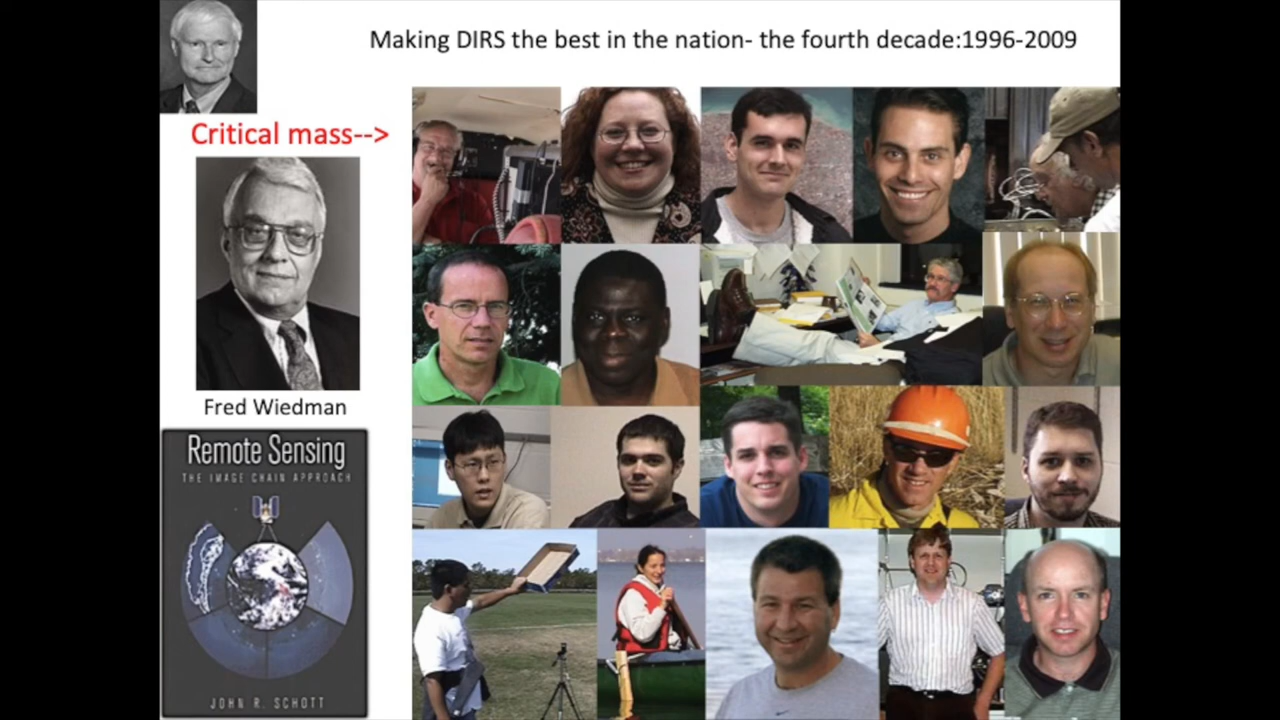 Making DIRS the best in the nation- the fourth decade:1996-2009
Critical mass-->
Fred Wiedman
Remote Sensing
THE IMAGE CHAIN APPROACH
JOHN R. SCHOTT